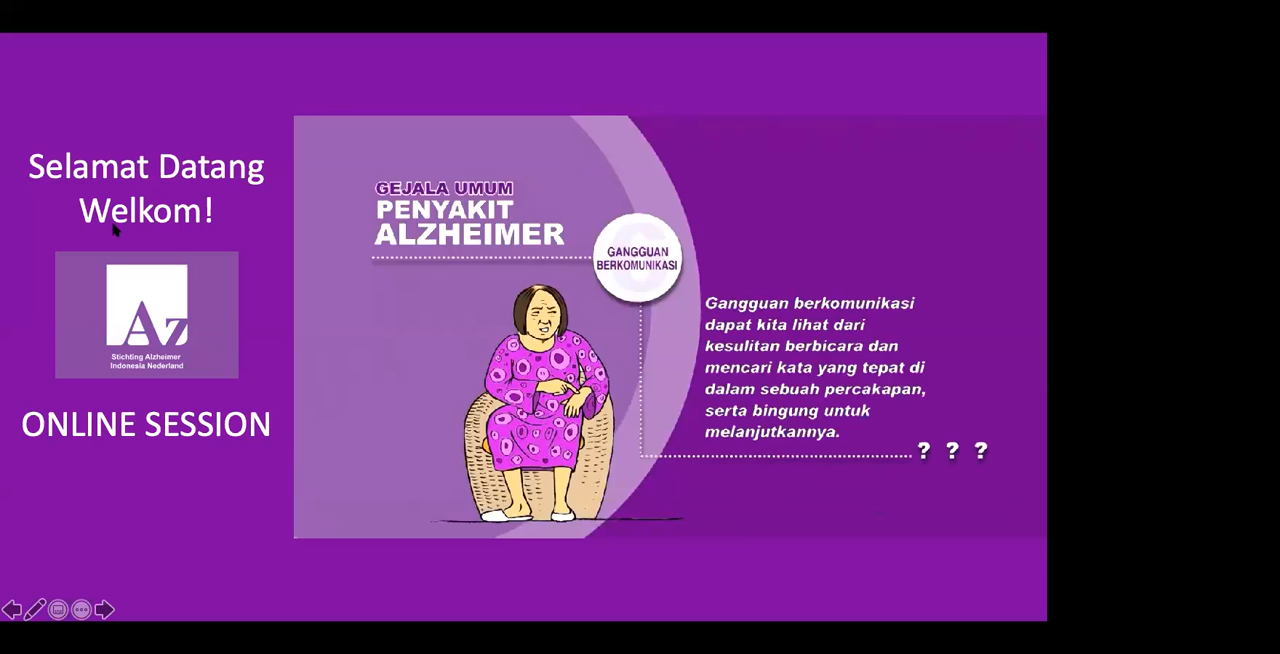 Selamat Datang
Welkom!
Az
Stichting Alzheimer
Indonesia Nederland
ONLINE SESSION
GEJALA UMUM
PENYAKIT
ALZHEIMER
GANGGUAN
BERKOMUNIKASI
Gangguan berkomunikasi
dapat kita lihat dari
kesulitan berbicara dan
mencari kata yang tepat di
dalam sebuah percakapan,
serta bingung untuk
melanjutkannya.
? ? ?